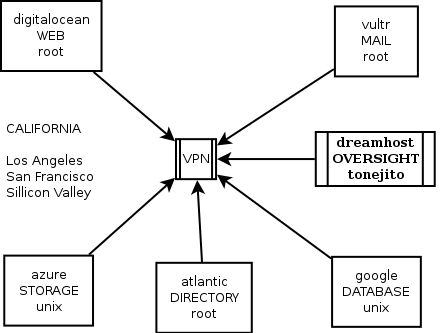 digitalocean
WEB
root
vultr
MAIL
root
CALIFORNIA
Los Angeles
San Francisco
Sillicon Valley
VPN
dreamhost
OVERSIGHT
tonejito
azure
STORAGE
unix
atlantic
DIRECTORY
root
google
DATABASE
unix